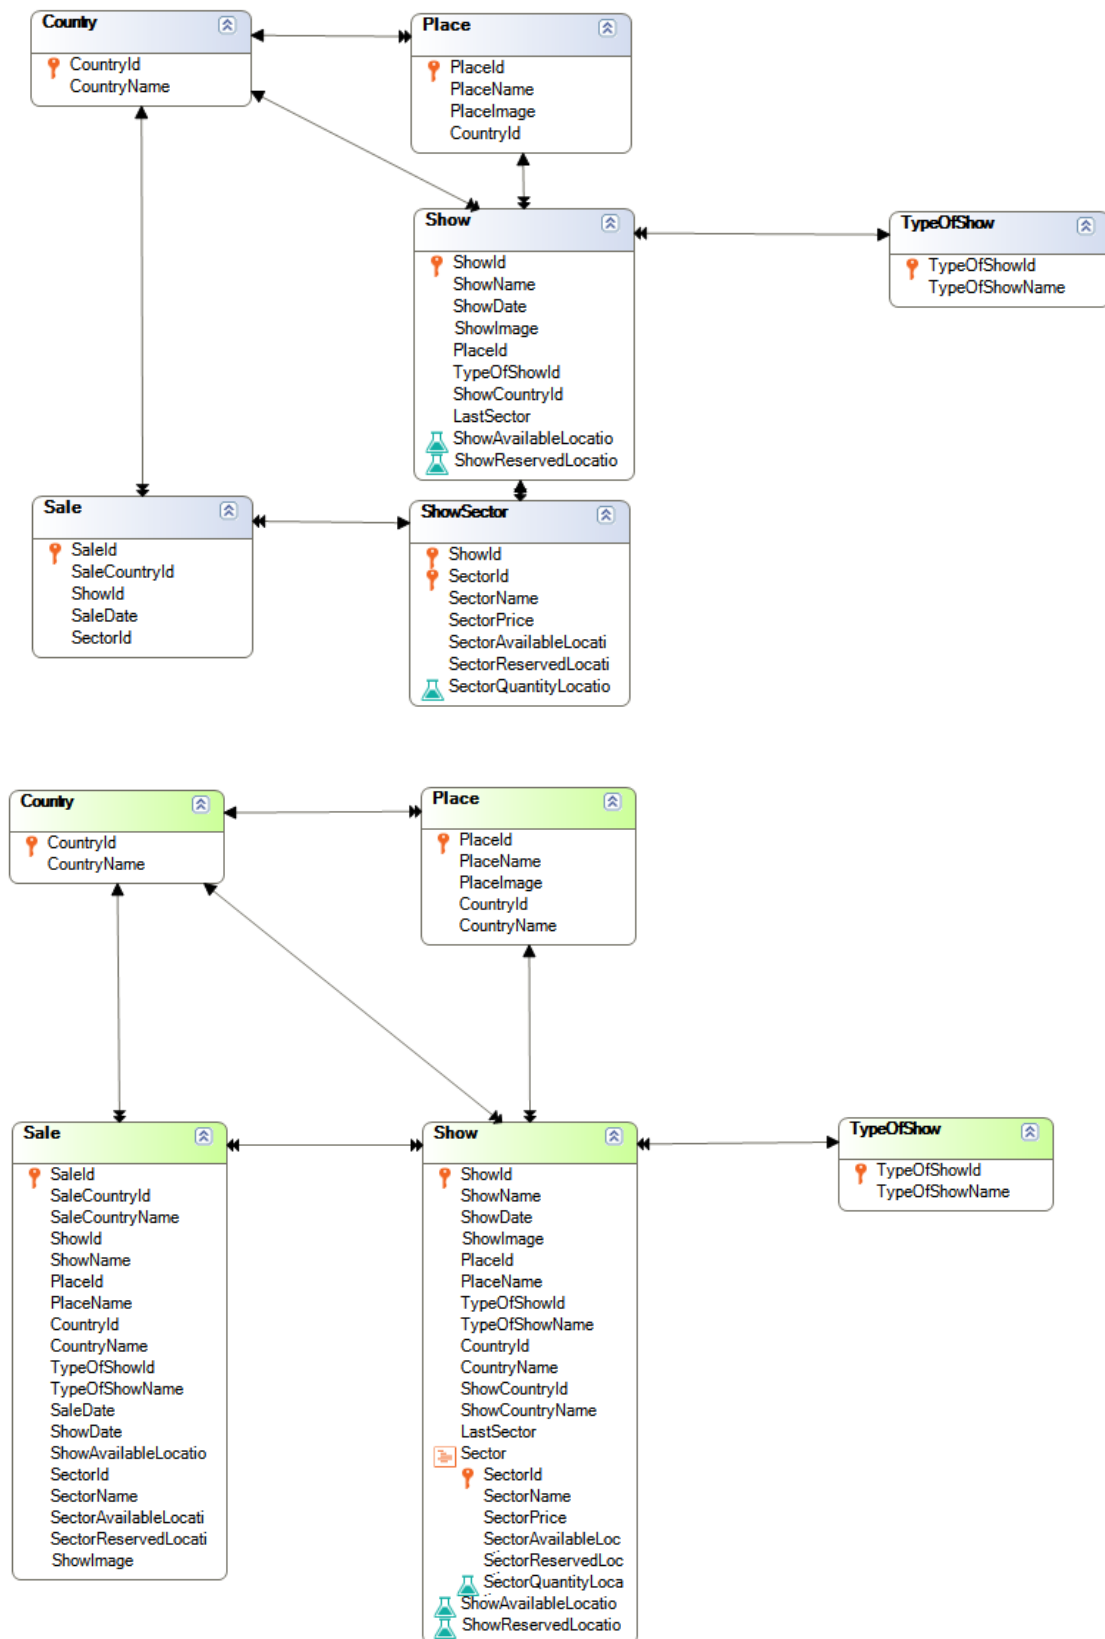 Country
CountryId
CountryName
Place
PlaceId
PlaceName
PlaceImage
CountryId
Show
ShowId
ShowName
ShowDate
ShowImage
PlaceId
TypeOfShowId
ShowCountryId
LastSector
ShowAvailableLocatio
ShowReservedLocatio
TypeOfShow
TypeOfShowId
TypeOfShowName
Sale
SaleId
SaleCountryId
ShowId
SaleDate
SectorId
ShowSector
ShowId
SectorId
SectorName
SectorPrice
SectorAvailableLocati
SectorReservedLocati
SectorQuantityLocatio
Country
CountryId
CountryName
Place
PlaceId
PlaceName
PlaceImage
CountryId
CountryName
Sale
SaleId
SaleCountryId
SaleCountryName
ShowId
ShowName
PlaceId
PlaceName
CountryId
CountryName
TypeOfShowId
TypeOfShowName
SaleDate
ShowDate
ShowAvailableLocatio
SectorId
SectorName
SectorAvailableLocati
SectorReservedLocati
ShowImage
Show
ShowId
ShowName
ShowDate
ShowImage
PlaceId
PlaceName
TypeOfShowId
TypeOfShowName
CountryId
CountryName
ShowCountryId
ShowCountryName
LastSector
Sector
SectorId
SectorName
SectorPrice
SectorAvailableLoc
SectorReservedLoc
SectorQuantityLoca
ShowAvailableLocatio
ShowReservedLocatio
TypeOfShow
TypeOfShowId
TypeOfShowName